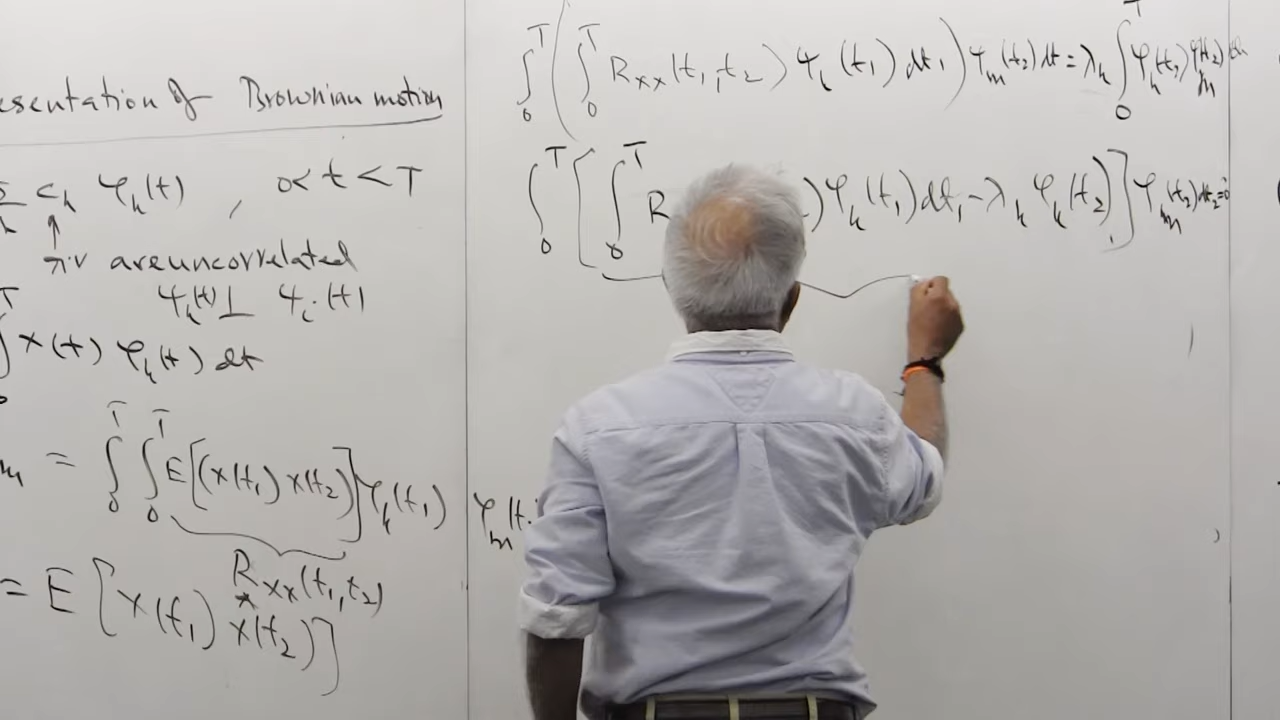 esentation of Brownian motion
c_k φ_k(t) , 0 < t < T
↑
r.v are uncorrelated
φ_k(t) ⊥ φ_i(t)
∫ x(t) φ_k(t) dt
m = ∫_0^T ∫_0^T E[(x(t_1) x(t_2)] φ_k(t_1) φ_m(t
R_xx(t_1, t_2)
= E [x(t_1) x*(t_2)]
∫_0^T ( ∫_0^T R_xx(t_1, t_2) φ_k(t_1) dt_1 ) φ_m(t_2) dt = λ_k ∫_0^T φ_k(t_2) φ_m(t_2)
∫_0^T [ ∫_0^T R ) φ_k(t_1) dt_1 - λ_k φ_k(t_2) ] φ_m(t_2) dt_2 = 0